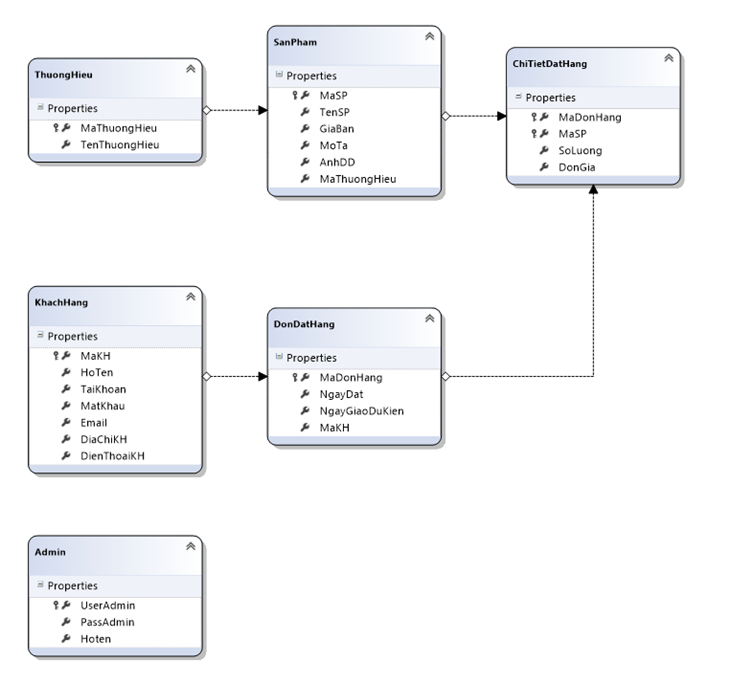 ThuongHieu
Properties
MaThuongHieu
TenThuongHieu
SanPham
Properties
MaSP
TenSP
GiaBan
MoTa
AnhDD
MaThuongHieu
ChiTietDatHang
Properties
MaDonHang
MaSP
SoLuong
DonGia
KhachHang
Properties
MaKH
HoTen
TaiKhoan
MatKhau
Email
DiaChiKH
DienThoaiKH
DonDatHang
Properties
MaDonHang
NgayDat
NgayGiaoDuKien
MaKH
Admin
Properties
UserAdmin
PassAdmin
Hoten